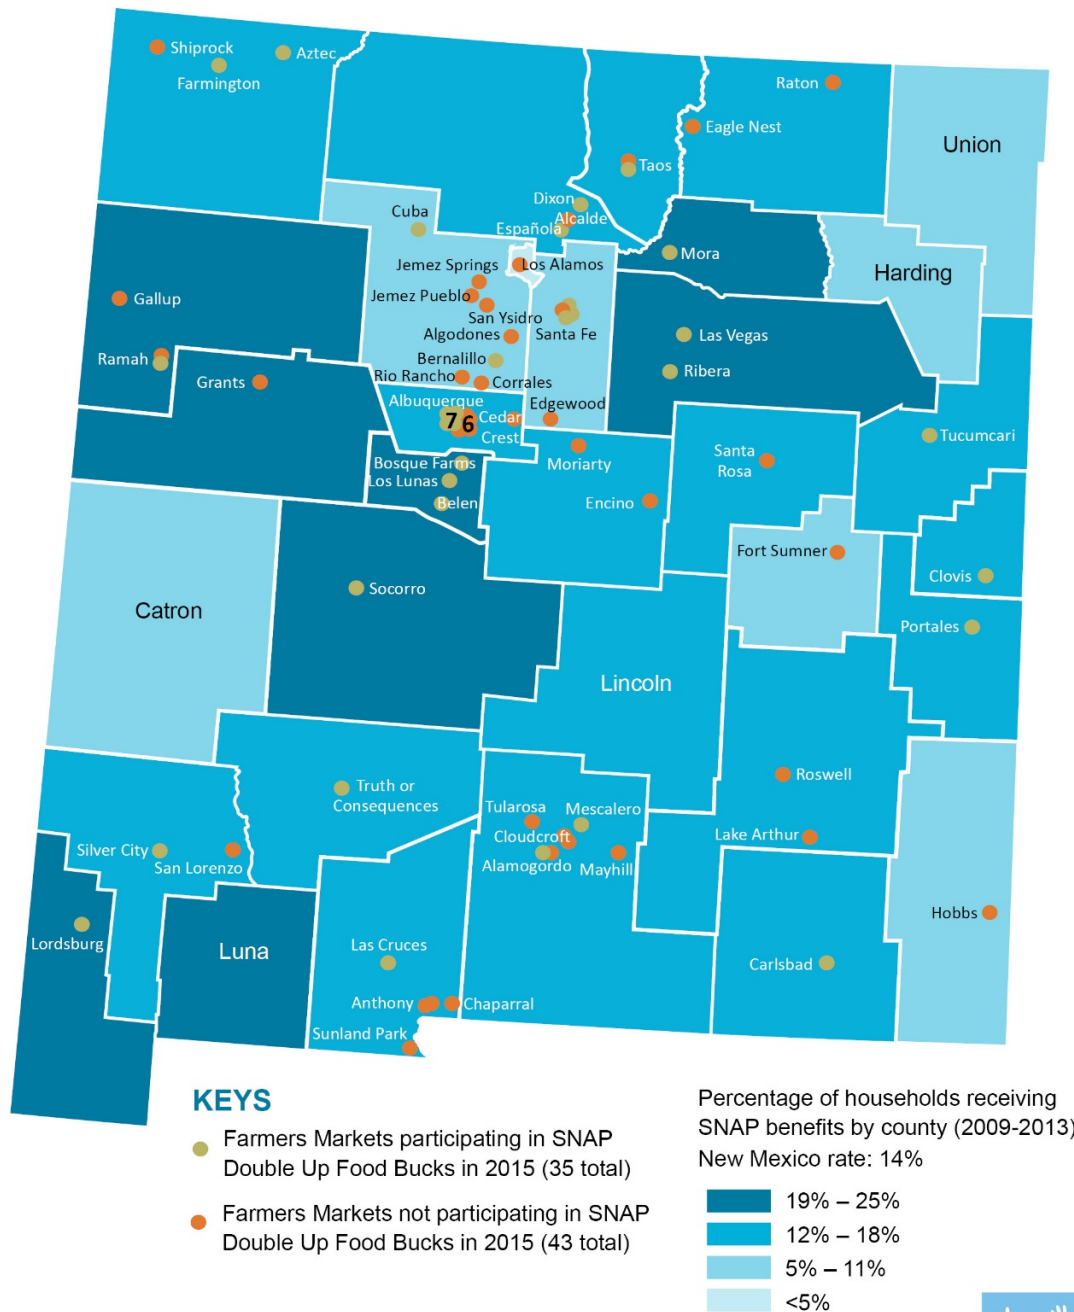 Shiprock
Aztec
Farmington
Raton
Eagle Nest
Union
Taos
Dixon
Cuba
Alcalde
Española
Mora
Jemez Springs
Los Alamos
Harding
Gallup
Jemez Pueblo
San Ysidro
Santa Fe
Algodones
Las Vegas
Ramah
Bernalillo
Ribera
Grants
Rio Rancho
Corrales
Albuquerque
Edgewood
7 6
Cedar
Crest
Tucumcari
Santa
Rosa
Bosque Farms
Moriarty
Los Lunas
Belen
Encino
Fort Sumner
Clovis
Socorro
Catron
Portales
Lincoln
Truth or
Consequences
Roswell
Tularosa
Mescalero
Cloudcroft
Lake Arthur
Silver City
San Lorenzo
Alamogordo
Mayhill
Hobbs
Lordsburg
Luna
Las Cruces
Carlsbad
Anthony
Chaparral
Sunland Park
KEYS
Farmers Markets participating in SNAP
Double Up Food Bucks in 2015 (35 total)
Farmers Markets not participating in SNAP
Double Up Food Bucks in 2015 (43 total)
Percentage of households receiving
SNAP benefits by county (2009-2013)
New Mexico rate: 14%
19% – 25%
12% – 18%
5% – 11%
<5%